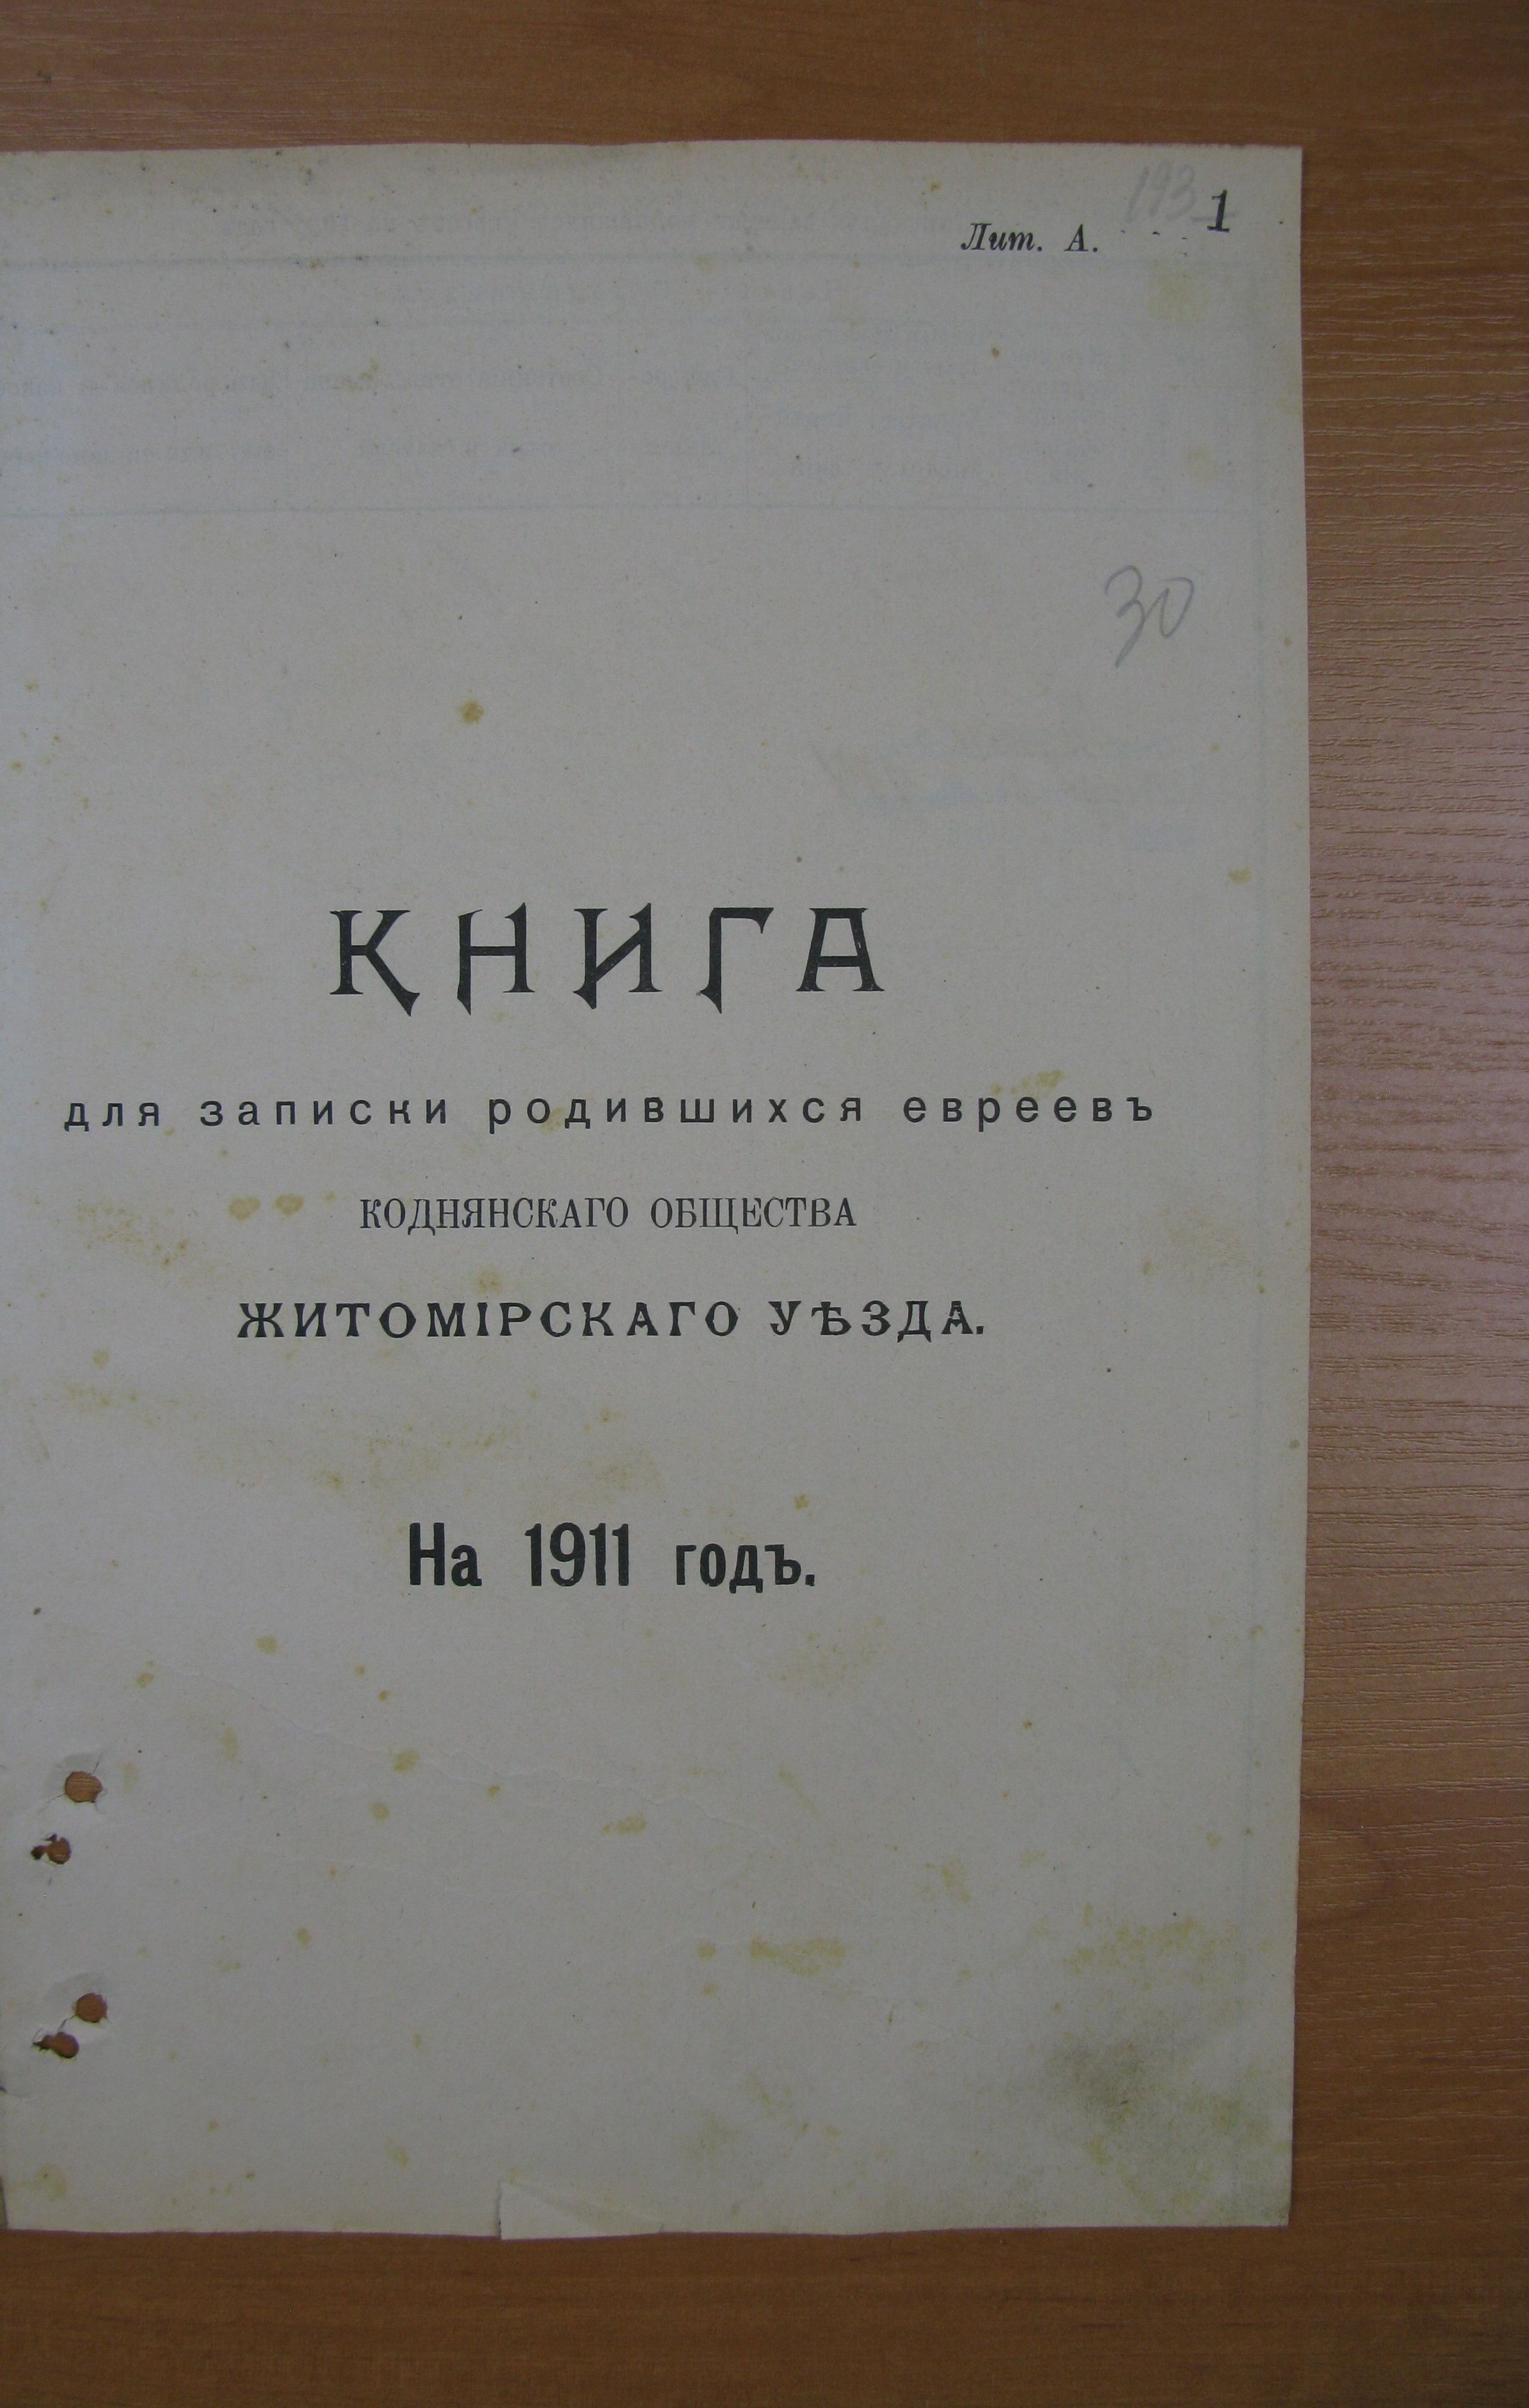 193
1
Лит. А.
30
КНИГА
для записки родившихся евреевъ
КОДНЯНСКАГО ОБЩЕСТВА
ЖИТОМІРСКАГО УѢЗДА.
На 1911 годъ.